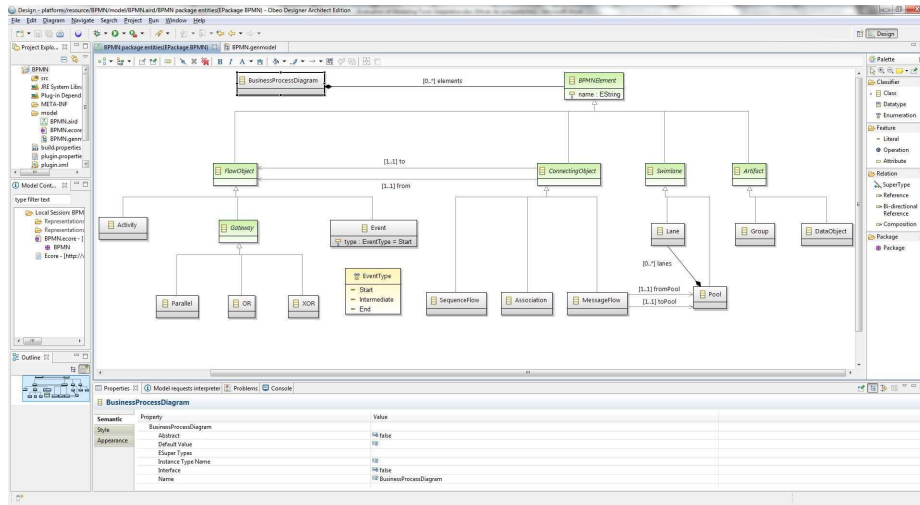 Design - platform:/resource/BPMN/model/BPMN.aird/BPMN package entities(EPackage BPMN) - Obeo Designer Architect Edition
File Edit Diagram Navigate Search Project Run Window Help
Design
Project Explo...
BPMN package entities(EPackage BPMN)
BPMN.genmodel
BPMN
src
JRE System Libra
Plug-in Depend
META-INF
model
BPMN.aird
BPMN.ecore
BPMN.genm
build.properties
plugin.propertie
plugin.xml
Model Cont...
type filter text
Local Session: BPM
Representations
Representations
BPMN.ecore - [
BPMN
Ecore - [http://
Outline
BusinessProcessDiagram
[0..*] elements
BPMNElement
name : EString
FlowObject
[1..1] to
[1..1] from
ConnectingObject
Swimlane
Artifact
Activity
Gateway
Event
type : EventType = Start
Lane
Group
DataObject
[0..*] lanes
EventType
Start
Intermediate
End
Parallel
OR
XOR
SequenceFlow
Association
MessageFlow
[1..1] fromPool
[1..1] toPool
Pool
Palette
Classifier
Class
Datatype
Enumeration
Feature
Literal
Operation
Attribute
Relation
SuperType
Reference
Bi-directional
Reference
Composition
Package
Package
Properties
Model requests interpreter
Problems
Console
BusinessProcessDiagram
Semantic
Style
Appearance
Property Value
BusinessProcessDiagram
Abstract false
Default Value
ESuper Types
Instance Type Name
Interface false
Name BusinessProcessDiagram